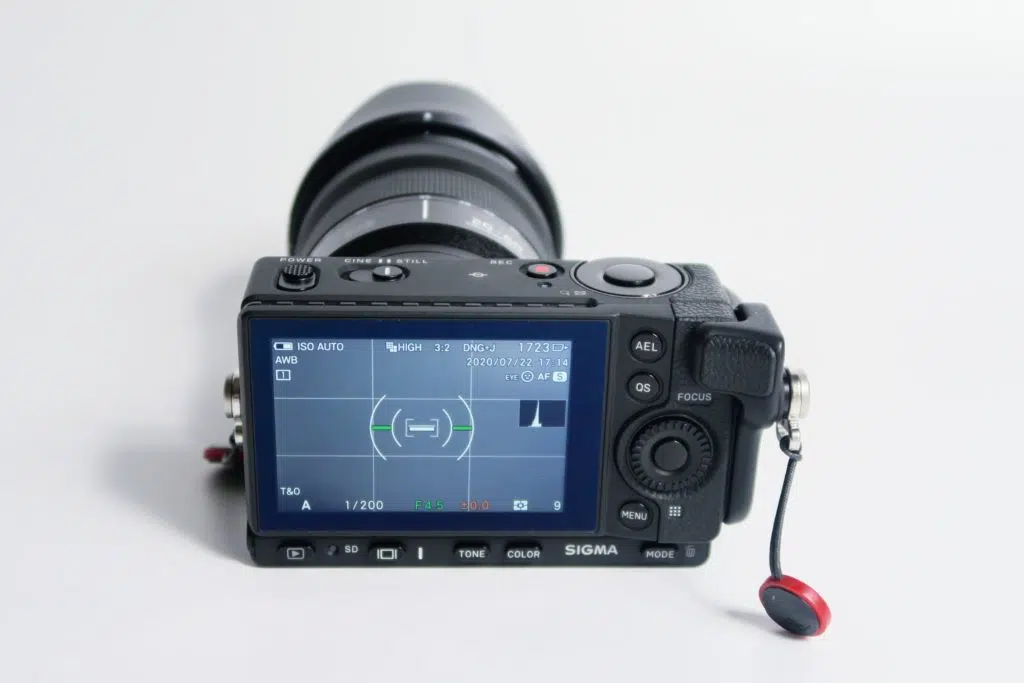 POWER CINE STILL REC
ISO AUTO HIGH 3:2 DNG+J 1723
AWB 2020/07/22 17:14
1 EYE AF S
AEL
QS
FOCUS
T&O
A 1/200 F4.5 ±0.0 9
MENU
SD TONE COLOR SIGMA MODE